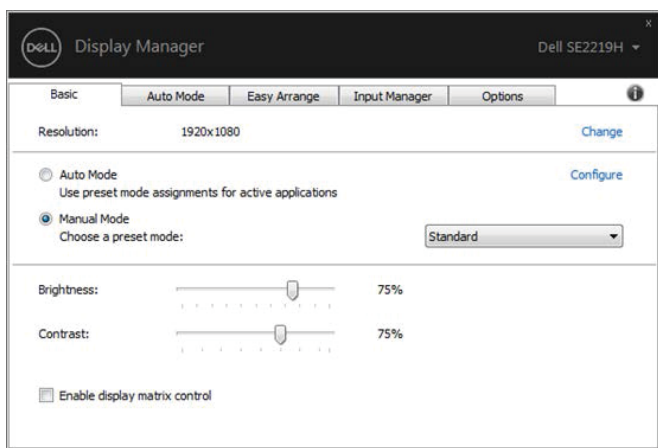 x
DELL Display Manager Dell SE2219H
Basic Auto Mode Easy Arrange Input Manager Options i
Resolution: 1920x1080 Change
Auto Mode Configure
Use preset mode assignments for active applications
Manual Mode
Choose a preset mode: Standard
Brightness: 75%
Contrast: 75%
Enable display matrix control